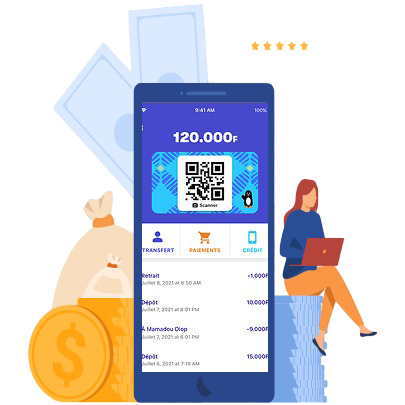 9:41 AM 100%
120.000F
Scanner
TRANSFERT PAIEMENTS CRÉDIT
Retrait -1.000F
Juillet 9, 2021 at 8:50 AM
Dépôt 10.000F
Juillet 7, 2021 at 8:01 PM
À Mamadou Diop -9.000F
Juillet 7, 2021 at 6:01 PM
Dépôt 15.000F
Juillet 6, 2021 at 7:10 AM
$